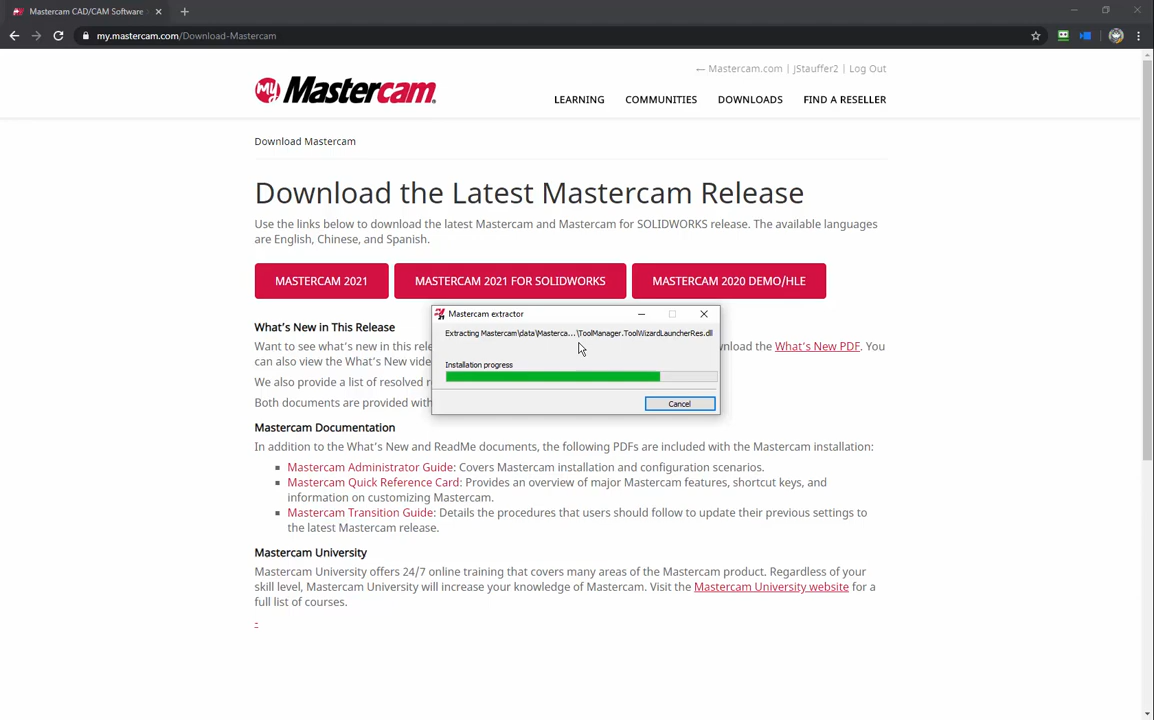 Mastercam CAD/CAM Software
my.mastercam.com/Download-Mastercam
← Mastercam.com | JStauffer2 | Log Out
My Mastercam
LEARNING COMMUNITIES DOWNLOADS FIND A RESELLER
Download Mastercam
Download the Latest Mastercam Release
Use the links below to download the latest Mastercam and Mastercam for SOLIDWORKS release. The available languages
are English, Chinese, and Spanish.
MASTERCAM 2021 MASTERCAM 2021 FOR SOLIDWORKS MASTERCAM 2020 DEMO/HLE
Mastercam extractor
Extracting Mastercam\data\Masterca...\ToolManager.ToolWizardLauncherRes.dll
Installation progress
Cancel
What's New in This Release
Want to see what's new in this rele wnload the What's New PDF. You
can also view the What's New vide
We also provide a list of resolved r
Both documents are provided with
Mastercam Documentation
In addition to the What's New and ReadMe documents, the following PDFs are included with the Mastercam installation:
▪ Mastercam Administrator Guide: Covers Mastercam installation and configuration scenarios.
▪ Mastercam Quick Reference Card: Provides an overview of major Mastercam features, shortcut keys, and
information on customizing Mastercam.
▪ Mastercam Transition Guide: Details the procedures that users should follow to update their previous settings to
the latest Mastercam release.
Mastercam University
Mastercam University offers 24/7 online training that covers many areas of the Mastercam product. Regardless of your
skill level, Mastercam University will increase your knowledge of Mastercam. Visit the Mastercam University website for a
full list of courses.
-